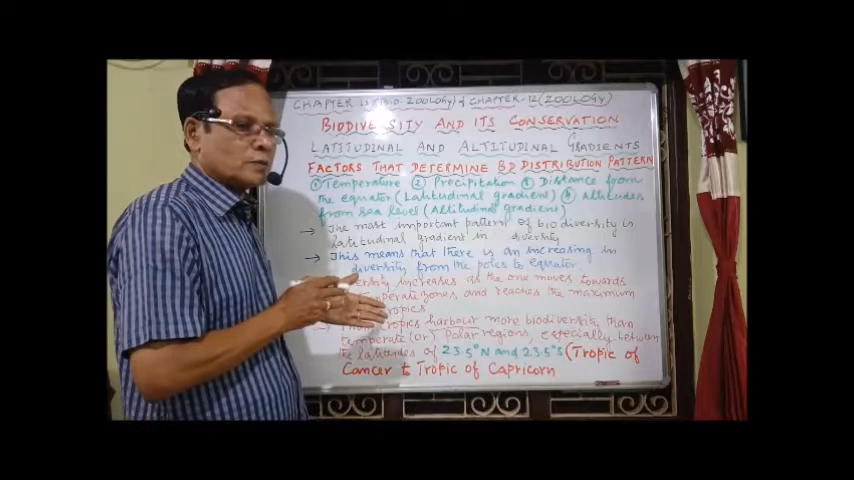 CHAPTER 13 (BIO-ZOOLOGY) & CHAPTER-12 (ZOOLOGY)
BIODIVERSITY AND ITS CONSERVATION
LATITUDINAL AND ALTITUDINAL GRADIENTS
FACTORS THAT DETERMINE BD DISTRIBUTION PATTERN
① Temperature ② Precipitation ③ Distance from
the equator (Latitudinal gradient) ④ Altitudes
from sea level (Altitudinal gradient)
→ The most important pattern of biodiversity is
latitudinal gradient in diversity
→ This means that there is an increasing in
diversity from the poles to equator
ersity increases as the one moves towards
temperate zones and reaches the maximum
tropics
tropics harbour more biodiversity than
temperate (or) Polar regions, especially between
the latitudes of 23.5°N and 23.5°S (Tropic of
Cancer to Tropic of Capricorn